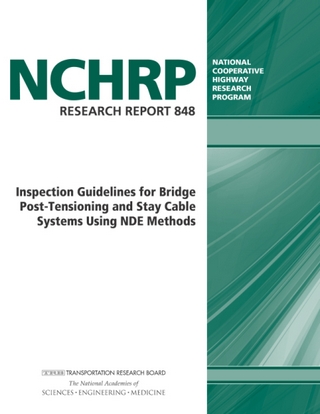 NCHRP
RESEARCH REPORT 848
NATIONAL
COOPERATIVE
HIGHWAY
RESEARCH
PROGRAM
Inspection Guidelines for Bridge
Post-Tensioning and Stay Cable
Systems Using NDE Methods
TRB TRANSPORTATION RESEARCH BOARD
The National Academies of
SCIENCES • ENGINEERING • MEDICINE